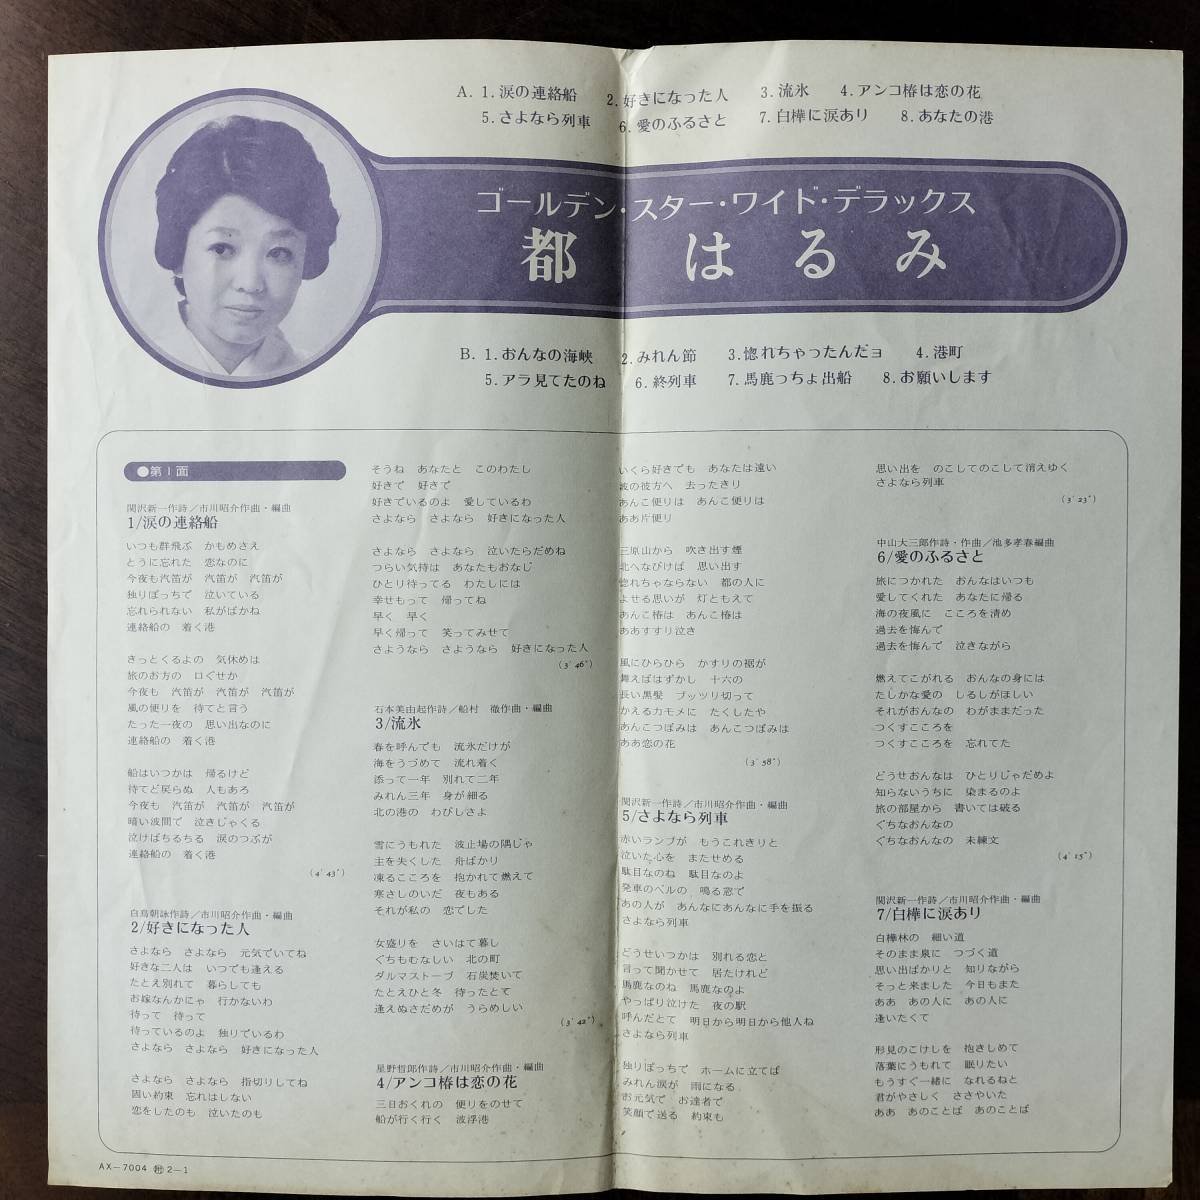 A. 1. 涙の連絡船 2. 好きになった人 3. 流氷 4. アンコ椿は恋の花
5. さよなら列車 6. 愛のふるさと 7. 白樺に涙あり 8. あなたの港
ゴールデン・スター・ワイド・デラックス
都 はるみ
B. 1. おんなの海峡 2. みれん節 3. 惚れちゃったんだョ 4. 港町
5. アラ見てたのね 6. 終列車 7. 馬鹿っちょ出船 8. お願いします
●第1面
関沢新一作詩/市川昭介作曲・編曲
1/涙の連絡船
いつも群飛ぶ かもめさえ
とうに忘れた 恋なのに
今夜も汽笛が 汽笛が 汽笛が
独りぼっちで 泣いている
忘れられない 私がばかね
連絡船の 着く港
きっとくるよの 気休めは
旅のお方の 口ぐせか
今夜も 汽笛が 汽笛が 汽笛が
風の便りを 待てと言う
たった一夜の 思い出なのに
連絡船の 着く港
船はいつかは 帰るけど
待てど戻らぬ 人もあろ
今夜も 汽笛が 汽笛が 汽笛が
暗い波間で 泣きじゃくる
泣けばちるちる 涙のつぶが
連絡船の 着く港
(4′43″)
白鳥朝詠作詩/市川昭介作曲・編曲
2/好きになった人
さよなら さよなら 元気でいてね
好きな二人は いつでも逢える
たとえ別れて 暮らしても
お嫁なんかにゃ 行かないわ
待って 待って
待っているのよ 独りでいるわ
さよなら さよなら 好きになった人
さよなら さよなら 指切りしてね
固い約束 忘れはしない
恋をしたのも 泣いたのも
そうね あなたと このわたし
好きで 好きで
好きでいるのよ 愛しているわ
さよなら さよなら 好きになった人
さよなら さよなら 泣いたらだめね
つらい気持は あなたもおなじ
ひとり待ってる わたしには
幸せもって 帰ってね
早く 早く
早く帰って 笑ってみせて
さようなら さようなら 好きになった人
(3′46″)
石本美由起作詩/船村 徹作曲・編曲
3/流氷
春を呼んでも 流氷だけが
海をうづめて 流れ着く
添って一年 別れて二年
みれん三年 身が細る
北の港の わびしさよ
雪にうもれた 波止場の隅じゃ
主を失くした 舟ばかり
凍るこころを 抱かれて燃えて
寒さしのいだ 夜もある
それが私の 恋でした
女盛りを さいはて暮し
ぐちもむなしい 北の町
ダルマストーブ 石炭焚いて
たとえひと冬 待ったとて
逢えぬさだめが うらめしい
(3′42″)
星野哲郎作詩/市川昭介作曲・編曲
4/アンコ椿は恋の花
三日おくれの 便りをのせて
船が行く行く 波浮港
いくら好きでも あなたは遠い
波の彼方へ 去ったきり
あんこ便りは あんこ便りは
ああ片便り
三原山から 吹き出す煙
北へなびけば 思い出す
惚れちゃならない 都の人に
よせる思いが 灯ともえて
あんこ椿は あんこ椿は
ああすすり泣き
風にひらひら かすりの裾が
舞えばはずかし 十六の
長い黒髪 プッツリ切って
かえるカモメに たくしたや
あんこつぼみは あんこつぼみは
ああ恋の花
(3′58″)
関沢新一作詩/市川昭介作曲・編曲
5/さよなら列車
赤いランプが もうこれきりと
泣いた心を またせめる
駄目なのね 駄目なのよ
発車のベルの 鳴る窓で
あの人が あんなにあんなに手を振る
さよなら列車
どうせいつかは 別れる恋と
言って聞かせて 居たけれど
馬鹿なのね 馬鹿なのよ
やっぱり泣けた 夜の駅
呼んだとて 明日から明日から他人ね
さよなら列車
独りぼっちで ホームに立てば
みれん涙が 雨になる
お元気で お達者で
笑顔で送る 約束も
思い出を のこしてのこして消えゆく
さよなら列車
(3′23″)
中山大三郎作詩・作曲/池多孝春編曲
6/愛のふるさと
旅につかれた おんなはいつも
愛してくれた あなたに帰る
海の夜風に こころを清め
過去を悔んで
過去を悔んで 泣きながら
燃えてこがれる おんなの身には
たしかな愛の しるしがほしい
それがおんなの わがままだった
つくすこころを
つくすこころを 忘れてた
どうせおんなは ひとりじゃだめよ
知らないうちに 染まるのよ
旅の部屋から 書いては破る
ぐちなおんなの
ぐちなおんなの 未練文
(4′15″)
関沢新一作詩/市川昭介作曲・編曲
7/白樺に涙あり
白樺林の 細い道
そのまま泉に つづく道
思い出ばかりと 知りながら
そっと来ました 今日もまた
ああ あの人に あの人に
逢いたくて
形見のこけしを 抱きしめて
落葉にうもれて 眠りたい
もうすぐ一緒に なれるねと
君がやさしく ささやいた
ああ あのことば あのことば
AX-7004 2-1